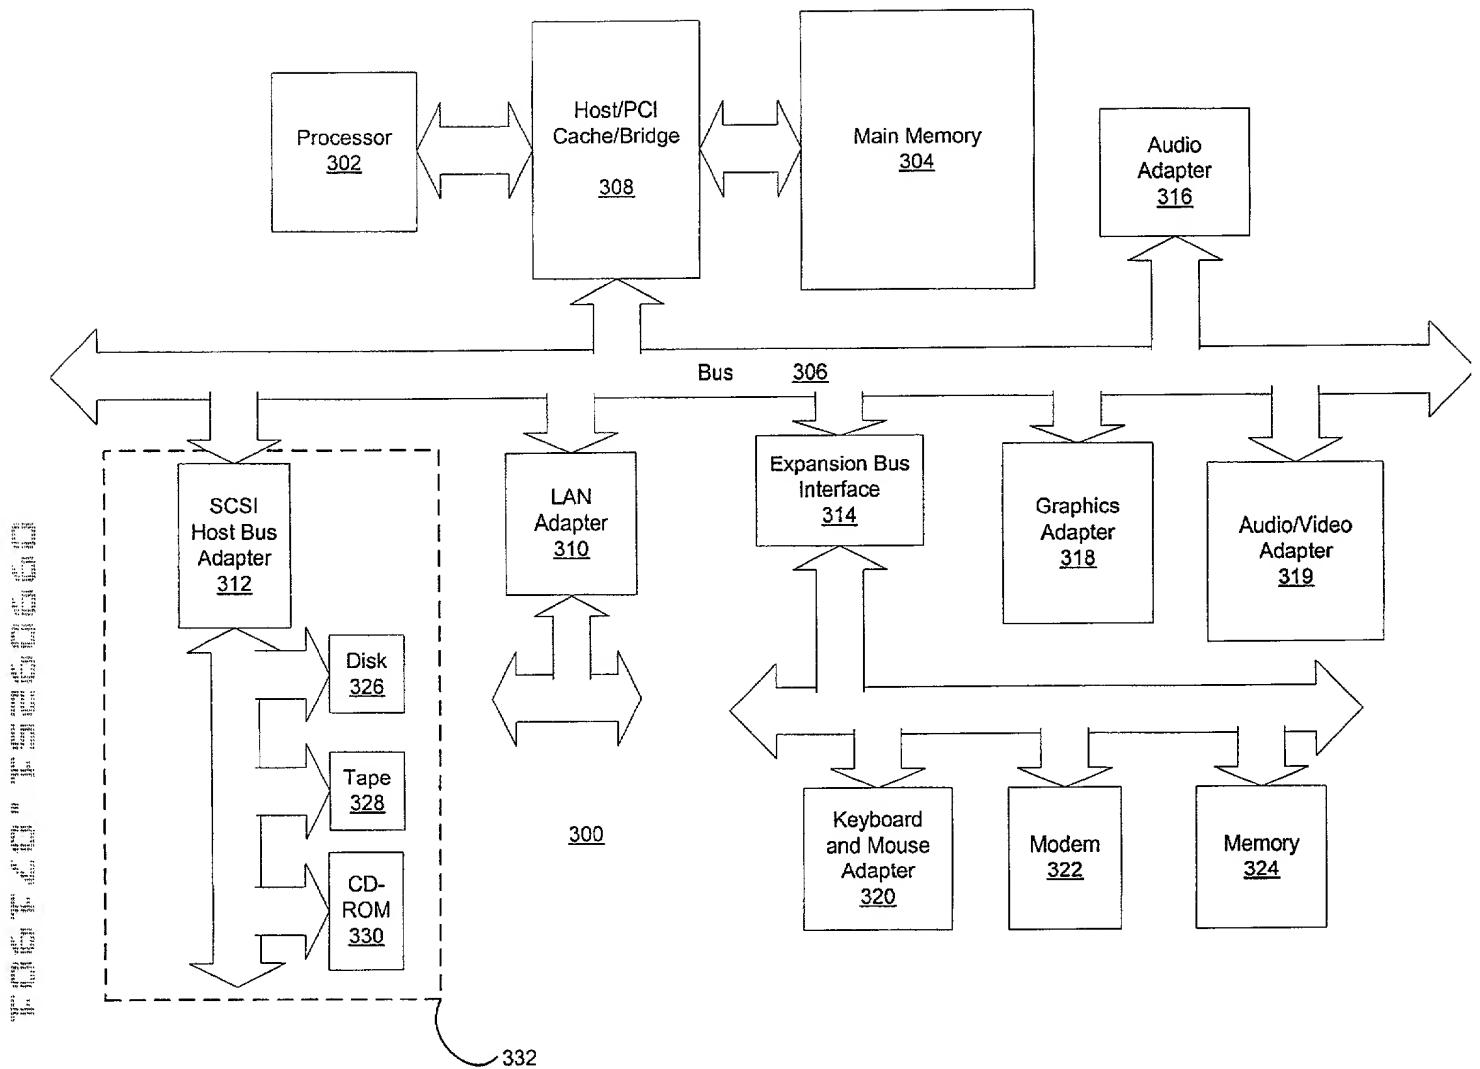 Processor
302
Host/PCI
Cache/Bridge
308
Main Memory
304
Audio
Adapter
316
Bus 306
SCSI
Host Bus
Adapter
312
LAN
Adapter
310
Expansion Bus
Interface
314
Graphics
Adapter
318
Audio/Video
Adapter
319
Disk
326
Tape
328
CD-
ROM
330
300
Keyboard
and Mouse
Adapter
320
Modem
322
Memory
324
332